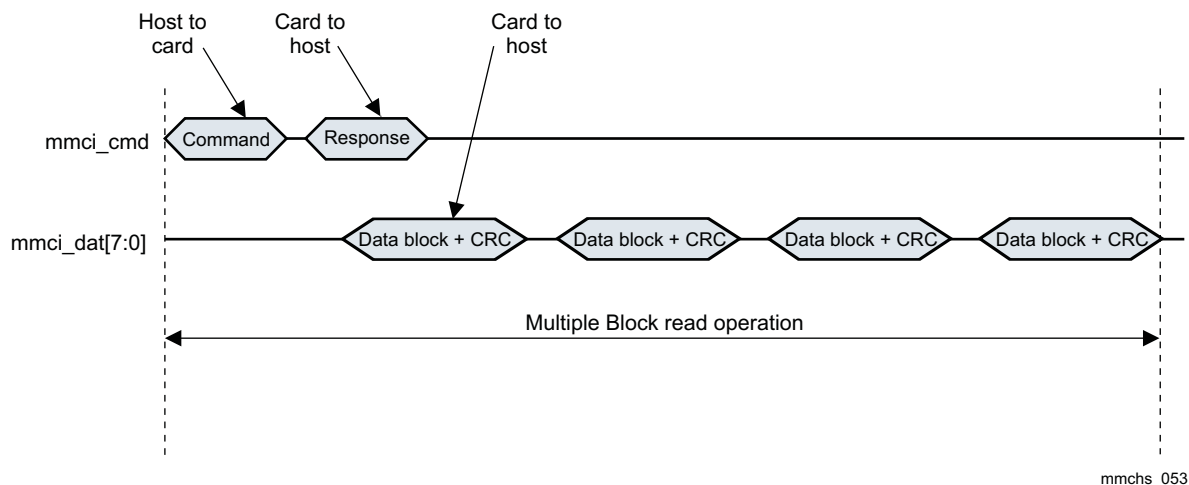 Host to
card
Card to
host
Card to
host
mmci_cmd
Command
Response
mmci_dat[7:0]
Data block + CRC
Data block + CRC
Data block + CRC
Data block + CRC
Multiple Block read operation
mmchs_053